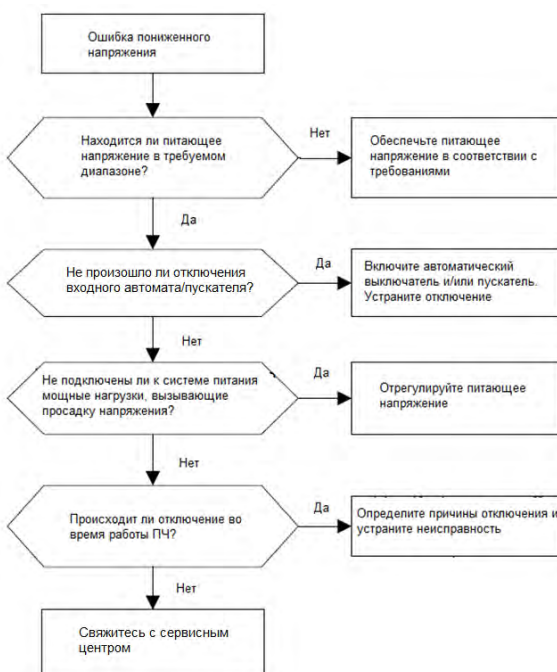 Ошибка пониженного
напряжения
Находится ли питающее
напряжение в требуемом
диапазоне?
Нет
Обеспечьте питающее
напряжение в соответствии с
требованиями
Да
Не произошло ли отключения
входного автомата/пускателя?
Да
Включите автоматический
выключатель и/или пускатель.
Устраните отключение
Нет
Не подключены ли к системе питания
мощные нагрузки, вызывающие
просадку напряжения?
Да
Отрегулируйте питающее
напряжение
Нет
Происходит ли отключение во
время работы ПЧ?
Да
Определите причины отключения и
устраните неисправность
Нет
Свяжитесь с сервисным
центром